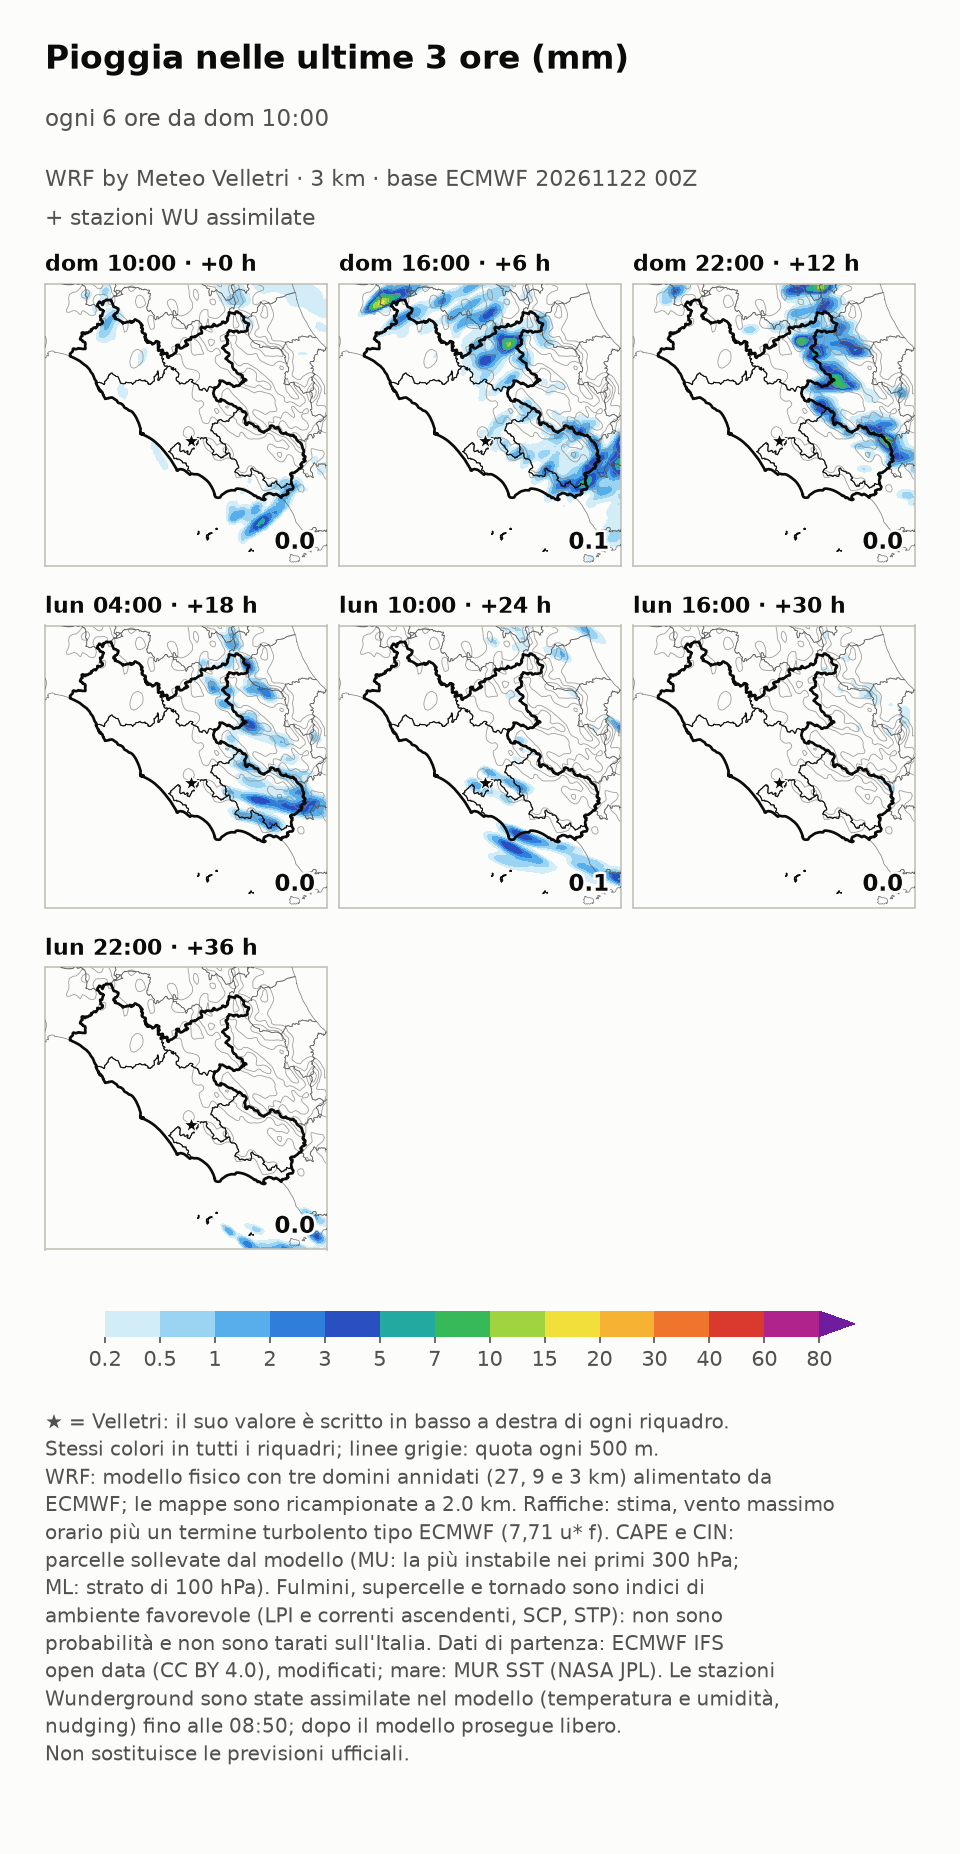 Pioggia nelle ultime 3 ore (mm)
ogni 6 ore da dom 10:00
WRF by Meteo Velletri · 3 km · base ECMWF 20261122 00Z
+ stazioni WU assimilate
dom 10:00 · +0 h
dom 16:00 · +6 h
dom 22:00 · +12 h
0.0
0.1
0.0
lun 04:00 · +18 h
lun 10:00 · +24 h
lun 16:00 · +30 h
0.0
0.1
0.0
lun 22:00 · +36 h
0.0
0.2 0.5 1 2 3 5 7 10 15 20 30 40 60 80
★ = Velletri: il suo valore è scritto in basso a destra di ogni riquadro.
Stessi colori in tutti i riquadri; linee grigie: quota ogni 500 m.
WRF: modello fisico con tre domini annidati (27, 9 e 3 km) alimentato da
ECMWF; le mappe sono ricampionate a 2.0 km. Raffiche: stima, vento massimo
orario più un termine turbolento tipo ECMWF (7,71 u* f). CAPE e CIN:
parcelle sollevate dal modello (MU: la più instabile nei primi 300 hPa;
ML: strato di 100 hPa). Fulmini, supercelle e tornado sono indici di
ambiente favorevole (LPI e correnti ascendenti, SCP, STP): non sono
probabilità e non sono tarati sull'Italia. Dati di partenza: ECMWF IFS
open data (CC BY 4.0), modificati; mare: MUR SST (NASA JPL). Le stazioni
Wunderground sono state assimilate nel modello (temperatura e umidità,
nudging) fino alle 08:50; dopo il modello prosegue libero.
Non sostituisce le previsioni ufficiali.